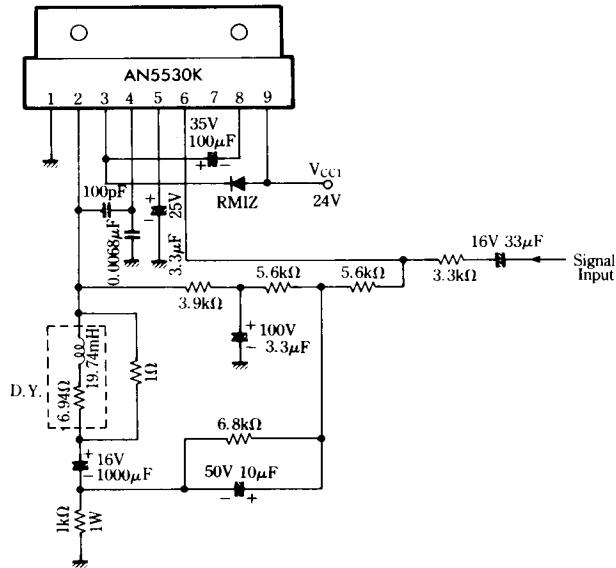 AN5530K
1 2 3 4 5 6 7 8 9
35V
100μF
+ -
VCC1
24V
RMIZ
100pF
0.0068μF
+
-
25V
3.3μF
16V 33μF
Signal
Input
3.3kΩ
5.6kΩ
5.6kΩ
3.9kΩ
+ 100V
- 3.3μF
D.Y.
19.74mH
6.94Ω
1Ω
6.8kΩ
+
16V
-1000μF
50V 10μF
- +
1kΩ
1W